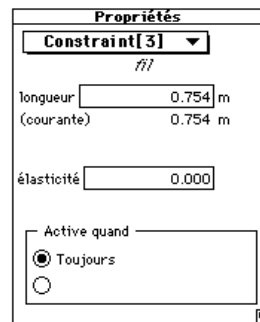 Propriétés
Constraint[3]
fil
longueur 0.754 m
(courante) 0.754 m
élasticité 0.000
Active quand
Toujours